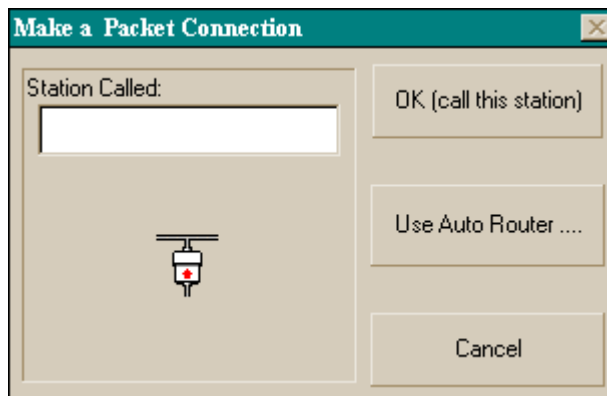 Make a Packet Connection
Station Called:
OK (call this station)
Use Auto Router ....
Cancel